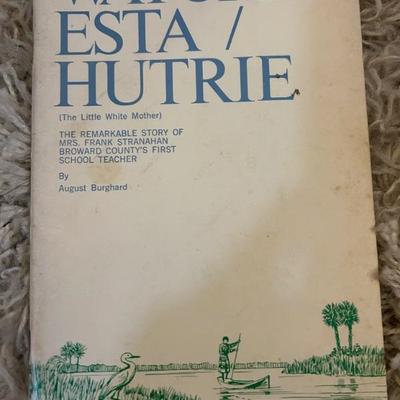 ESTA /
HUTRIE
(The Little White Mother)
THE REMARKABLE STORY OF
MRS. FRANK STRANAHAN
BROWARD COUNTY'S FIRST
SCHOOL TEACHER
By
August Burghard